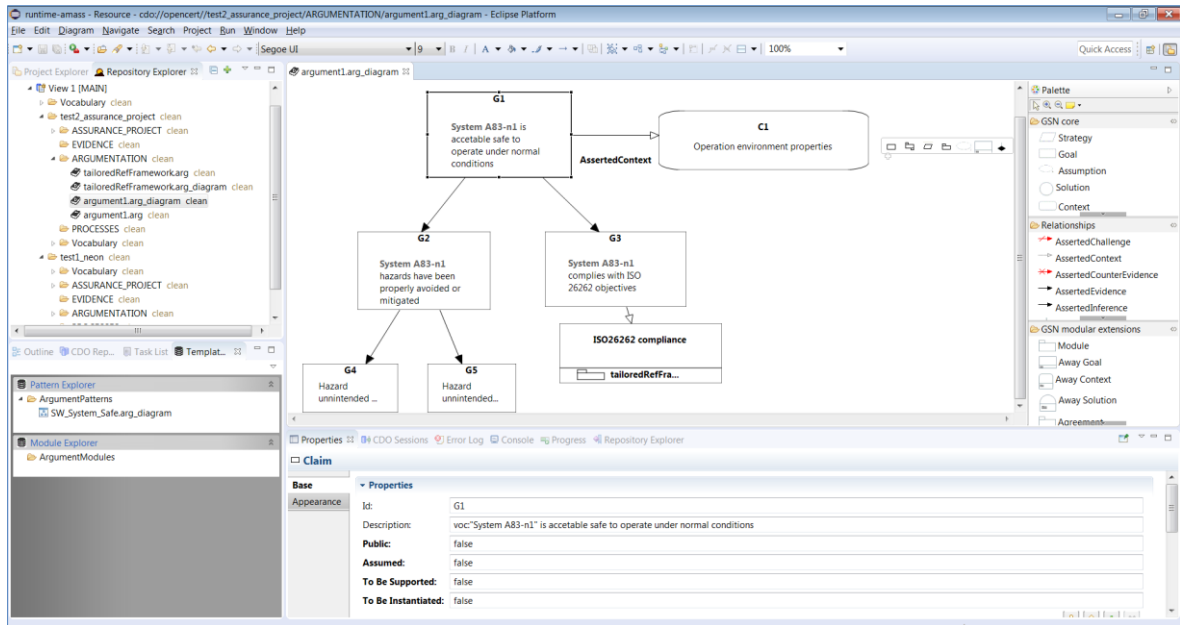 runtime-amass - Resource - cdo://opencert//test2_assurance_project/ARGUMENTATION/argument1.arg_diagram - Eclipse Platform
File Edit Diagram Navigate Search Project Run Window Help
Segoe UI 9 B I A 100% Quick Access
Project Explorer Repository Explorer
View 1 [MAIN]
Vocabulary clean
test2_assurance_project clean
ASSURANCE_PROJECT clean
EVIDENCE clean
ARGUMENTATION clean
tailoredRefFramework.arg clean
tailoredRefFramework.arg_diagram clean
argument1.arg_diagram clean
argument1.arg clean
PROCESSES clean
Vocabulary clean
test1_neon clean
Vocabulary clean
ASSURANCE_PROJECT clean
EVIDENCE clean
ARGUMENTATION clean
Outline CDO Rep... Task List Templat...
Pattern Explorer
ArgumentPatterns
SW_System_Safe.arg_diagram
Module Explorer
ArgumentModules
argument1.arg_diagram
G1
System A83-n1 is
accetable safe to
operate under normal
conditions
AssertedContext
C1
Operation environment properties
G2
System A83-n1
hazards have been
properly avoided or
mitigated
G3
System A83-n1
complies with ISO
26262 objectives
ISO26262 compliance
tailoredRefFra...
G4
Hazard
unintended ...
G5
Hazard
unintended...
Palette
GSN core
Strategy
Goal
Assumption
Solution
Context
Relationships
AssertedChallenge
AssertedContext
AssertedCounterEvidence
AssertedEvidence
AssertedInference
GSN modular extensions
Module
Away Goal
Away Context
Away Solution
Agreement
Properties CDO Sessions Error Log Console Progress Repository Explorer
Claim
Base
Appearance
Properties
Id: G1
Description: voc:"System A83-n1" is accetable safe to operate under normal conditions
Public: false
Assumed: false
To Be Supported: false
To Be Instantiated: false